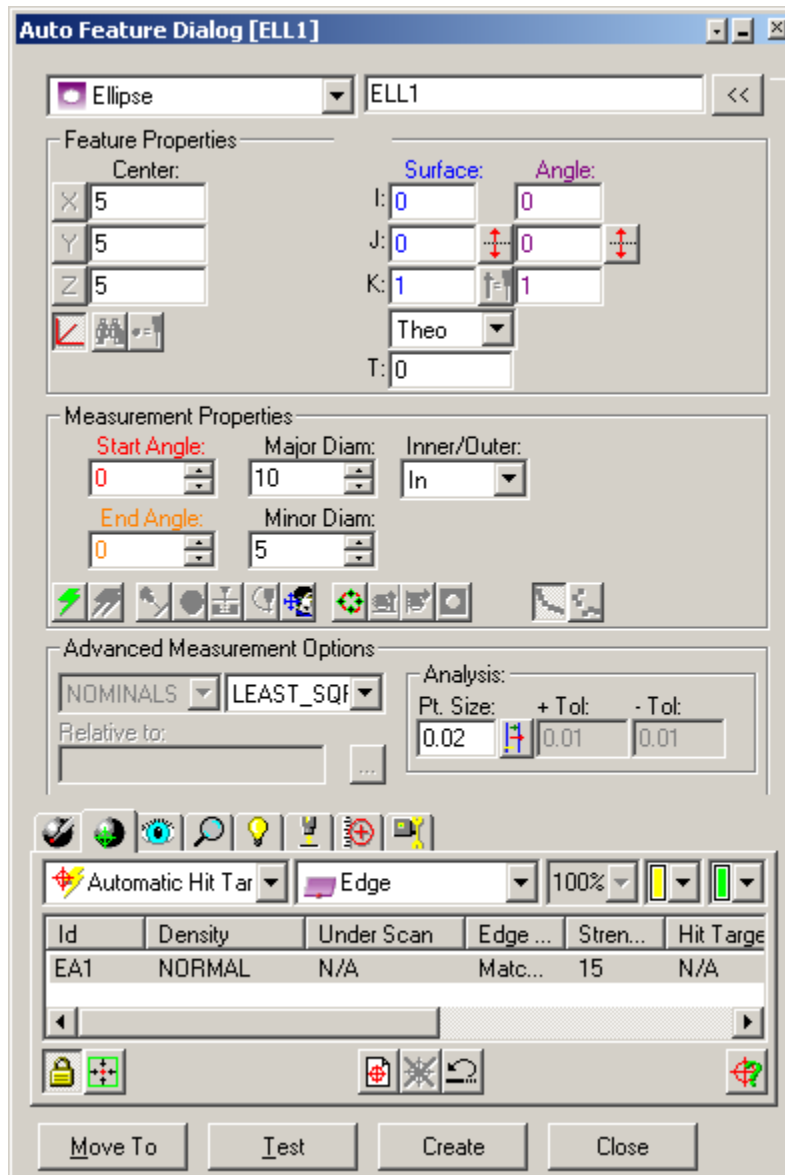 Auto Feature Dialog [ELL1]
Ellipse ELL1 <<
Feature Properties
Center: Surface: Angle:
X 5 I: 0 0
Y 5 J: 0 0
Z 5 K: 1 1
Theo
T: 0
Measurement Properties
Start Angle: Major Diam: Inner/Outer:
0 10 In
End Angle: Minor Diam:
0 5
Advanced Measurement Options
NOMINALS LEAST_SQR Analysis:
Pt. Size: + Tol: - Tol:
Relative to: 0.02 0.01 0.01
...
Automatic Hit Tar Edge 100%
Id Density Under Scan Edge ... Stren... Hit Targe
EA1 NORMAL N/A Matc... 15 N/A
Move To Test Create Close